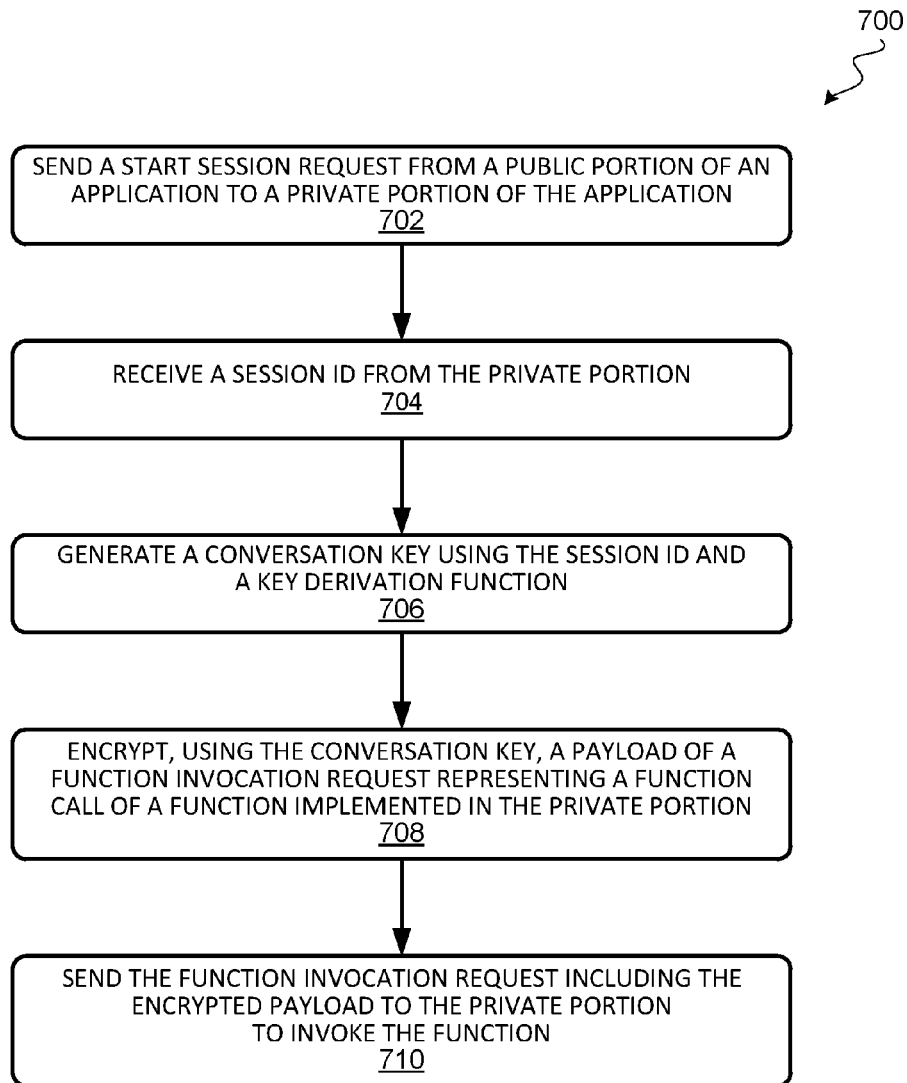 700
SEND A START SESSION REQUEST FROM A PUBLIC PORTION OF AN
APPLICATION TO A PRIVATE PORTION OF THE APPLICATION
702
RECEIVE A SESSION ID FROM THE PRIVATE PORTION
704
GENERATE A CONVERSATION KEY USING THE SESSION ID AND
A KEY DERIVATION FUNCTION
706
ENCRYPT, USING THE CONVERSATION KEY, A PAYLOAD OF A
FUNCTION INVOCATION REQUEST REPRESENTING A FUNCTION
CALL OF A FUNCTION IMPLEMENTED IN THE PRIVATE PORTION
708
SEND THE FUNCTION INVOCATION REQUEST INCLUDING THE
ENCRYPTED PAYLOAD TO THE PRIVATE PORTION
TO INVOKE THE FUNCTION
710